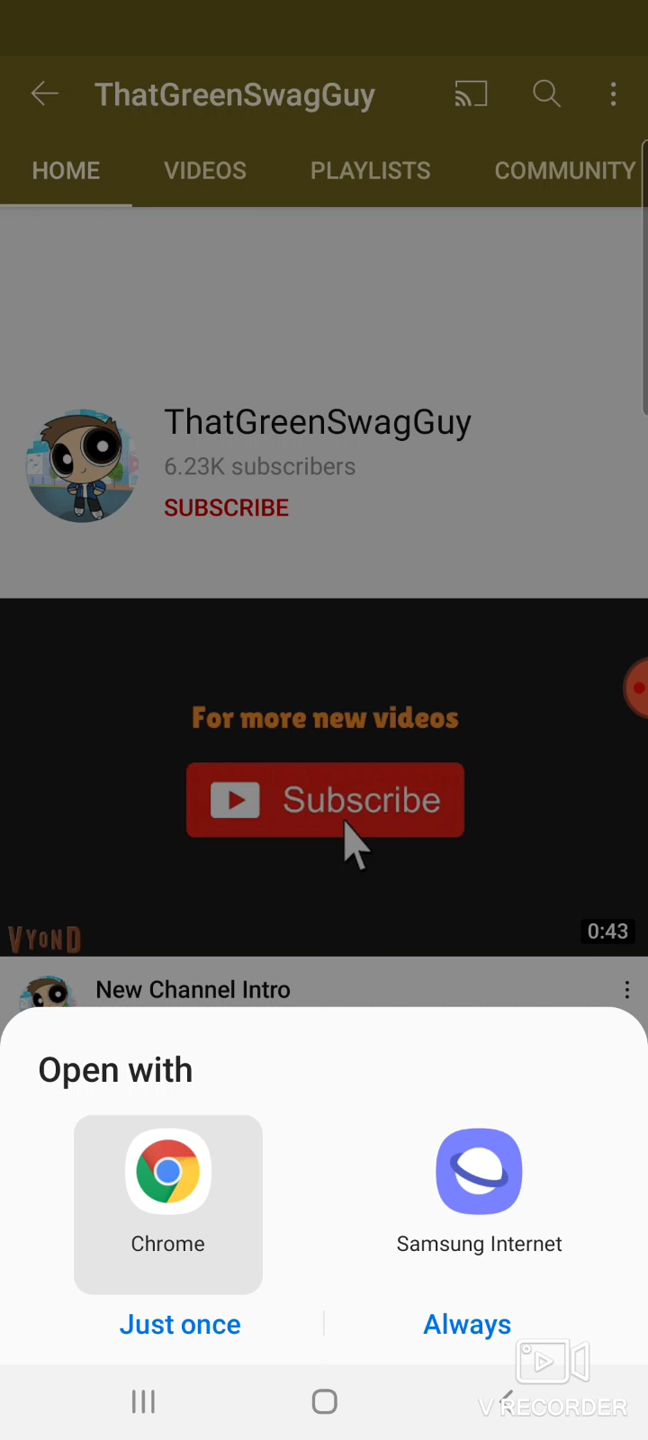 ThatGreenSwagGuy
HOME VIDEOS PLAYLISTS COMMUNITY
ThatGreenSwagGuy
6.23K subscribers
SUBSCRIBE
For more new videos
Subscribe
VYOND
0:43
New Channel Intro
Open with
Chrome Samsung Internet
Just once Always
V RECORDER